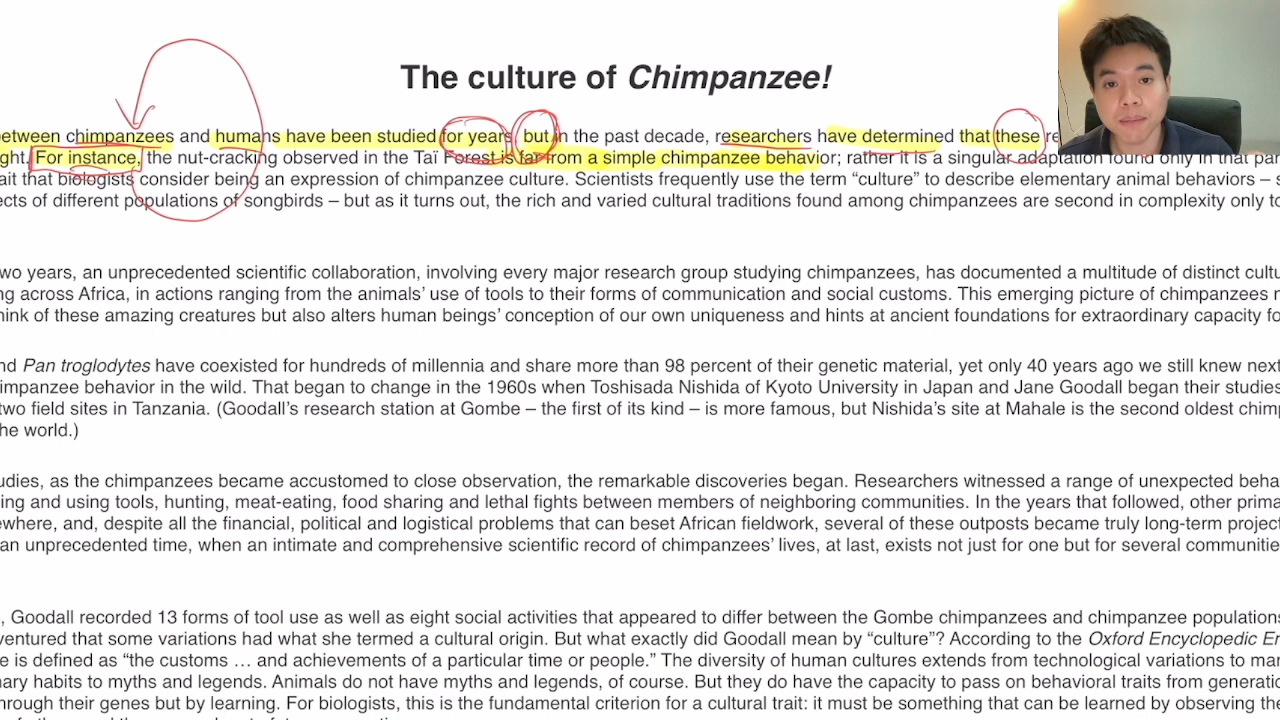 The culture of Chimpanzee!
etween chimpanzees and humans have been studied for years but in the past decade, researchers have determined that these re
ght. For instance, the nut-cracking observed in the Taï Forest is far from a simple chimpanzee behavior; rather it is a singular adaptation found only in that par
ait that biologists consider being an expression of chimpanzee culture. Scientists frequently use the term “culture” to describe elementary animal behaviors – s
ects of different populations of songbirds – but as it turns out, the rich and varied cultural traditions found among chimpanzees are second in complexity only to
wo years, an unprecedented scientific collaboration, involving every major research group studying chimpanzees, has documented a multitude of distinct cultu
ng across Africa, in actions ranging from the animals’ use of tools to their forms of communication and social customs. This emerging picture of chimpanzees n
hink of these amazing creatures but also alters human beings’ conception of our own uniqueness and hints at ancient foundations for extraordinary capacity fo
nd Pan troglodytes have coexisted for hundreds of millennia and share more than 98 percent of their genetic material, yet only 40 years ago we still knew next
impanzee behavior in the wild. That began to change in the 1960s when Toshisada Nishida of Kyoto University in Japan and Jane Goodall began their studies
two field sites in Tanzania. (Goodall’s research station at Gombe – the first of its kind – is more famous, but Nishida’s site at Mahale is the second oldest chimp
he world.)
udies, as the chimpanzees became accustomed to close observation, the remarkable discoveries began. Researchers witnessed a range of unexpected beha
ing and using tools, hunting, meat-eating, food sharing and lethal fights between members of neighboring communities. In the years that followed, other prima
ewhere, and, despite all the financial, political and logistical problems that can beset African fieldwork, several of these outposts became truly long-term project
an unprecedented time, when an intimate and comprehensive scientific record of chimpanzees’ lives, at last, exists not just for one but for several communitie
, Goodall recorded 13 forms of tool use as well as eight social activities that appeared to differ between the Gombe chimpanzees and chimpanzee populations
ventured that some variations had what she termed a cultural origin. But what exactly did Goodall mean by “culture”? According to the Oxford Encyclopedic En
e is defined as “the customs … and achievements of a particular time or people.” The diversity of human cultures extends from technological variations to mar
nary habits to myths and legends. Animals do not have myths and legends, of course. But they do have the capacity to pass on behavioral traits from generatio
hrough their genes but by learning. For biologists, this is the fundamental criterion for a cultural trait: it must be something that can be learned by observing the